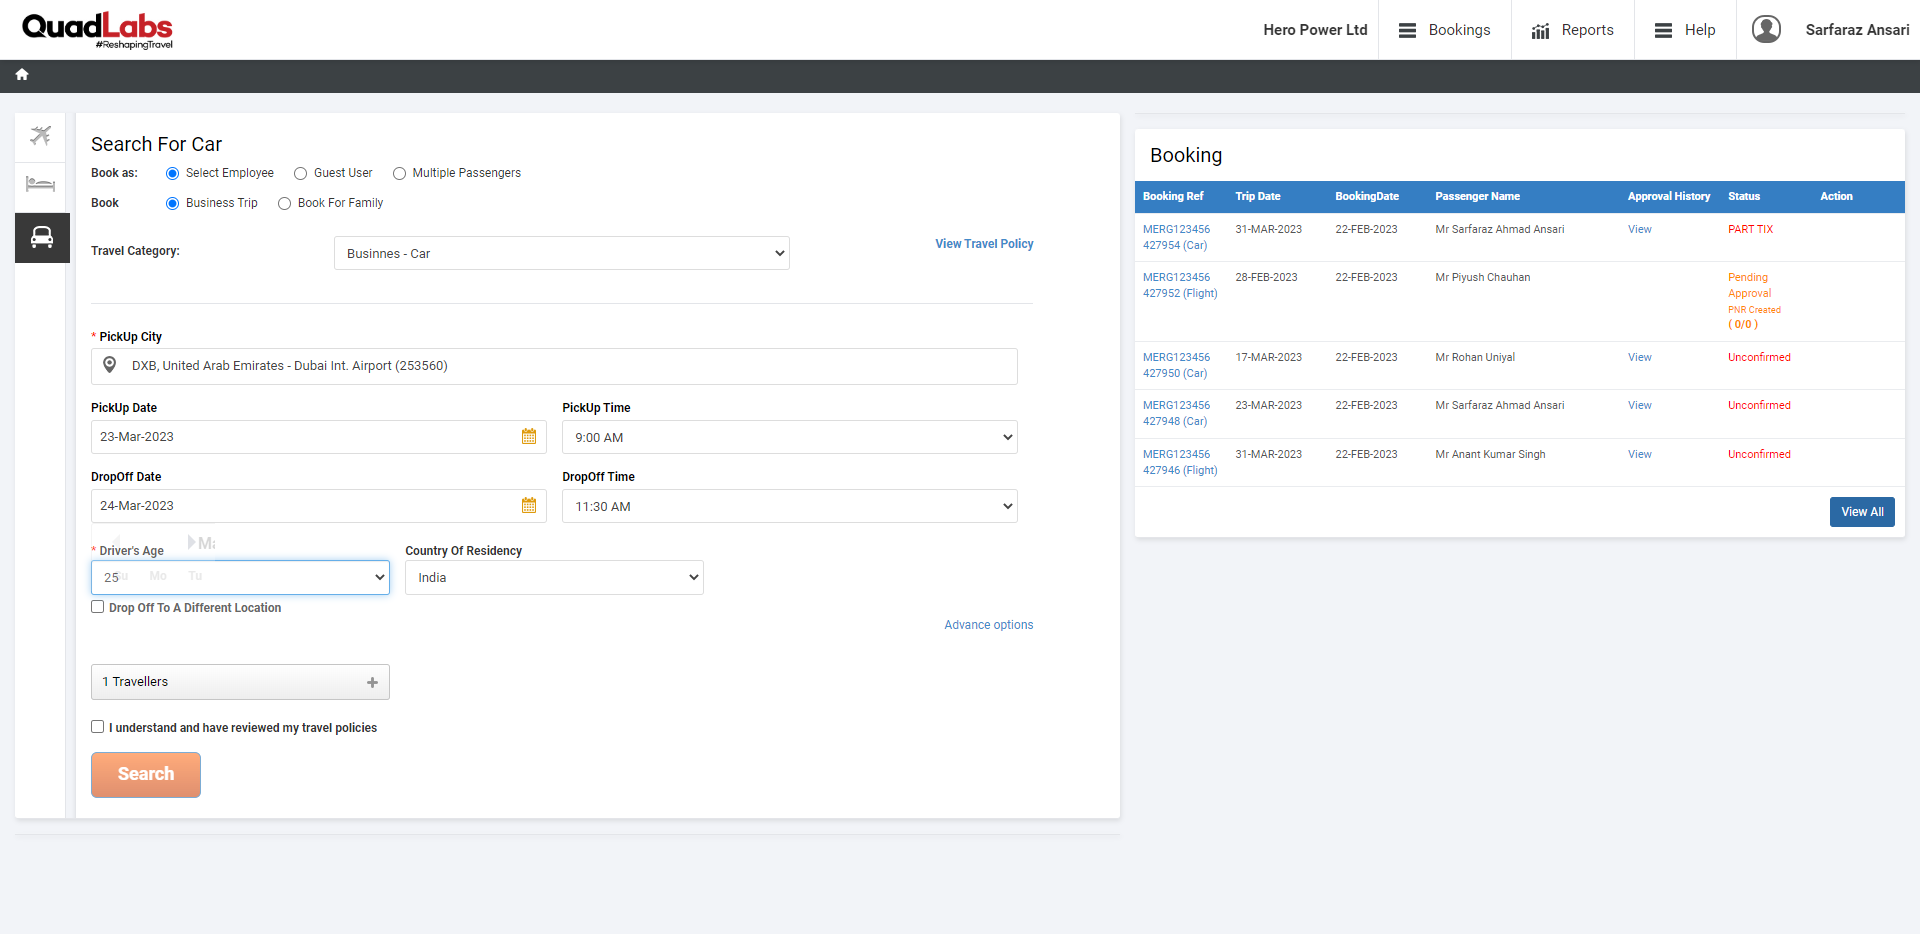 QuadLabs
#ReshapingTravel
Hero Power Ltd
Bookings
Reports
Help
Sarfaraz Ansari
Search For Car
Book as: Select Employee Guest User Multiple Passengers
Book Business Trip Book For Family
Travel Category: Businnes - Car View Travel Policy
* PickUp City
DXB, United Arab Emirates - Dubai Int. Airport (253560)
PickUp Date PickUp Time
23-Mar-2023 9:00 AM
DropOff Date DropOff Time
24-Mar-2023 11:30 AM
* Driver's Age Country Of Residency
25 Mo Tu India
Drop Off To A Different Location
Advance options
1 Travellers
I understand and have reviewed my travel policies
Search
Booking
Booking Ref Trip Date BookingDate Passenger Name Approval History Status Action
MERG123456 31-MAR-2023 22-FEB-2023 Mr Sarfaraz Ahmad Ansari View PART TIX
427954 (Car)
MERG123456 28-FEB-2023 22-FEB-2023 Mr Piyush Chauhan Pending
427952 (Flight) Approval
PNR Created
( 0/0 )
MERG123456 17-MAR-2023 22-FEB-2023 Mr Rohan Uniyal View Unconfirmed
427950 (Car)
MERG123456 23-MAR-2023 22-FEB-2023 Mr Sarfaraz Ahmad Ansari View Unconfirmed
427948 (Car)
MERG123456 31-MAR-2023 22-FEB-2023 Mr Anant Kumar Singh View Unconfirmed
427946 (Flight)
View All